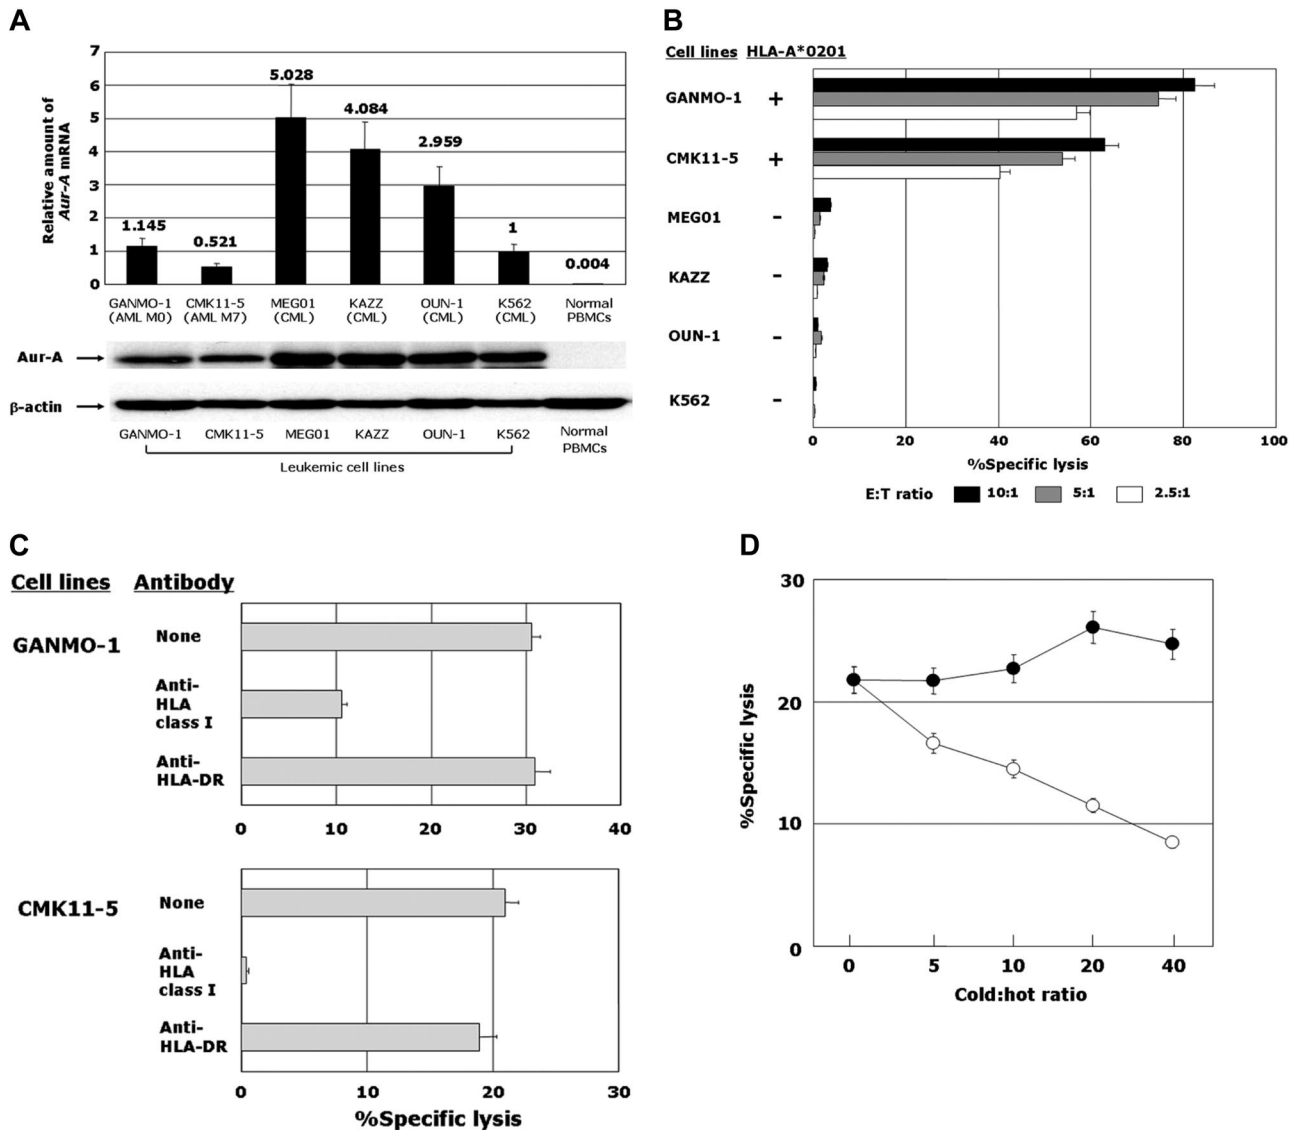 A
Relative amount of
Aur-A mRNA
7
6
5
4
3
2
1
0
1.145
0.521
5.028
4.084
2.959
1
0.004
GANMO-1 CMK11-5 MEG01 KAZZ OUN-1 K562 Normal
(AML M0) (AML M7) (CML) (CML) (CML) (CML) PBMCs
Aur-A
β-actin
GANMO-1 CMK11-5 MEG01 KAZZ OUN-1 K562 Normal
PBMCs
Leukemic cell lines
B
Cell lines HLA-A*0201
GANMO-1 +
CMK11-5 +
MEG01 -
KAZZ -
OUN-1 -
K562 -
0 20 40 60 80 100
%Specific lysis
E:T ratio 10:1 5:1 2.5:1
C
Cell lines Antibody
GANMO-1
None
Anti-
HLA
class I
Anti-
HLA-DR
0 10 20 30 40
CMK11-5
None
Anti-
HLA
class I
Anti-
HLA-DR
0 10 20 30
%Specific lysis
D
%Specific lysis
30
20
10
0
0 5 10 20 40
Cold:hot ratio